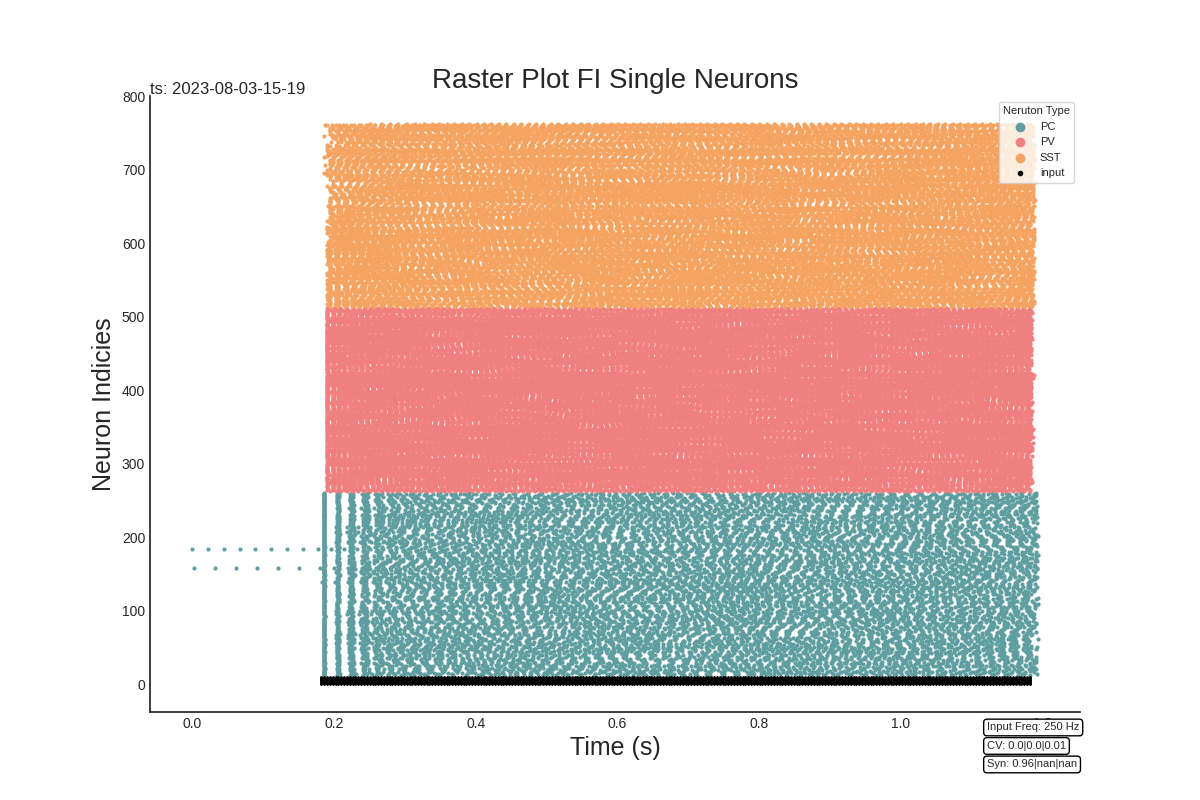 Raster Plot FI Single Neurons
ts: 2023-08-03-15-19
Neruton Type
PC
PV
SST
input
Neuron Indicies
800
700
600
500
400
300
200
100
0
0.0
0.2
0.4
0.6
0.8
1.0
Time (s)
Input Freq: 250 Hz
CV: 0.0|0.0|0.01
Syn: 0.96|nan|nan